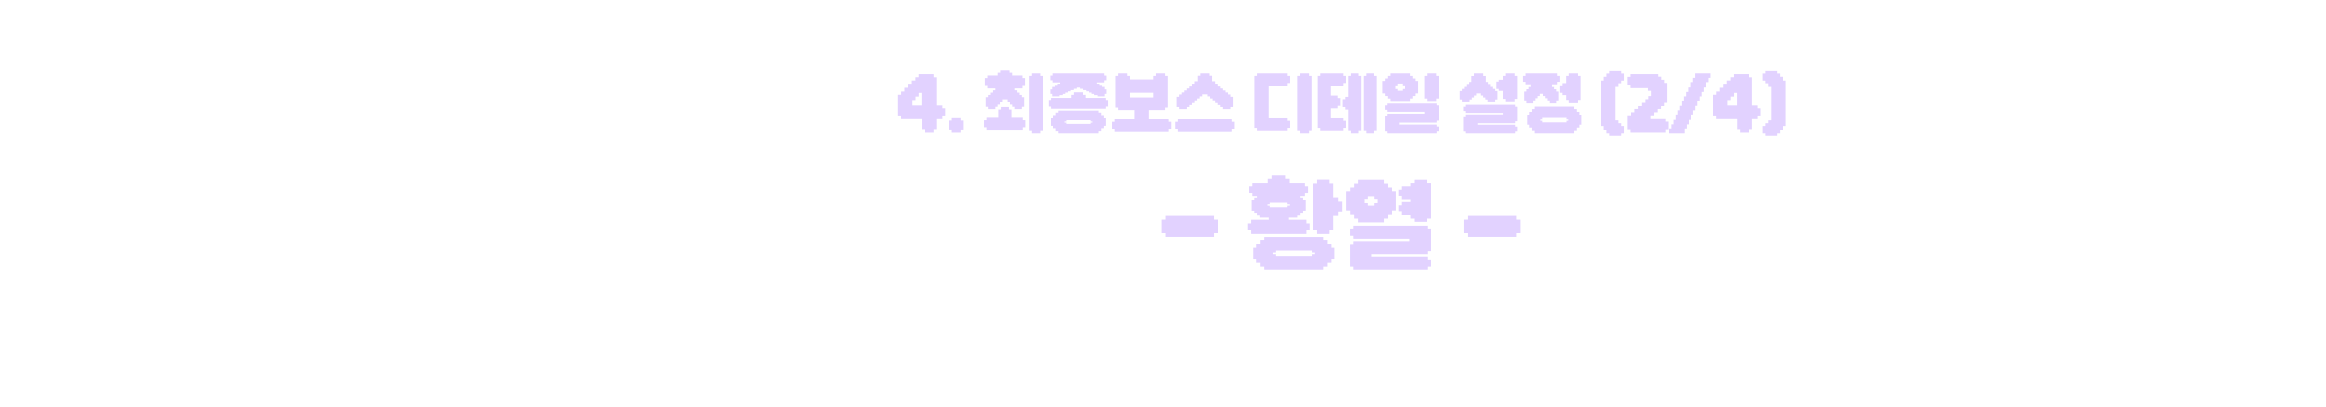 4. 최종보스 디테일 설정 (2/4)
- 황열 -